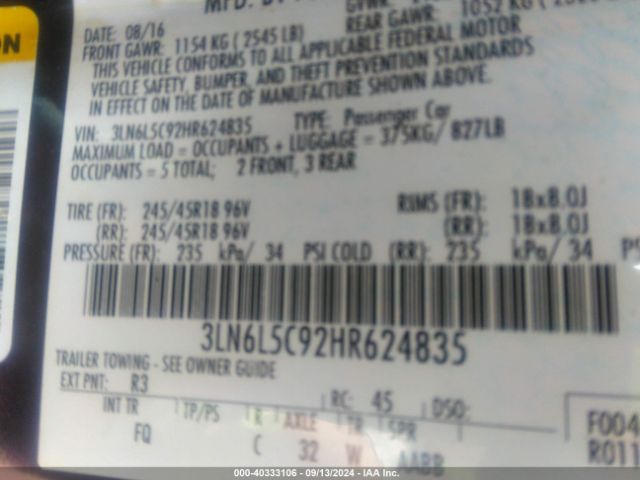 ON
DATE: 08/16
FRONT GAWR: 1154 KG ( 2545 LB)
REAR GAWR: 1052 KG
THIS VEHICLE CONFORMS TO ALL APPLICABLE FEDERAL MOTOR
VEHICLE SAFETY, BUMPER, AND THEFT PREVENTION STANDARDS
IN EFFECT ON THE DATE OF MANUFACTURE SHOWN ABOVE.
VIN: 3LN6L5C92HR624835 TYPE: Passenger Car
MAXIMUM LOAD = OCCUPANTS + LUGGAGE = 375KG/ 827LB
OCCUPANTS = 5 TOTAL; 2 FRONT, 3 REAR
TIRE (FR): 245/45R18 96V RIMS (FR): 18x8.0J
(RR): 245/45R18 96V (RR): 18x8.0J
PRESSURE (FR): 235 kPa/ 34 PSI COLD (RR): 235 kPa/ 34
3LN6L5C92HR624835
TRAILER TOWING - SEE OWNER GUIDE
EXT PNT: R3 RC: 45 DSO:
INT TR TP/PS R AXLE TR SPR
FQ C 32 W AABB
F004
R011
000-40333106 - 09/13/2024 - IAA Inc.